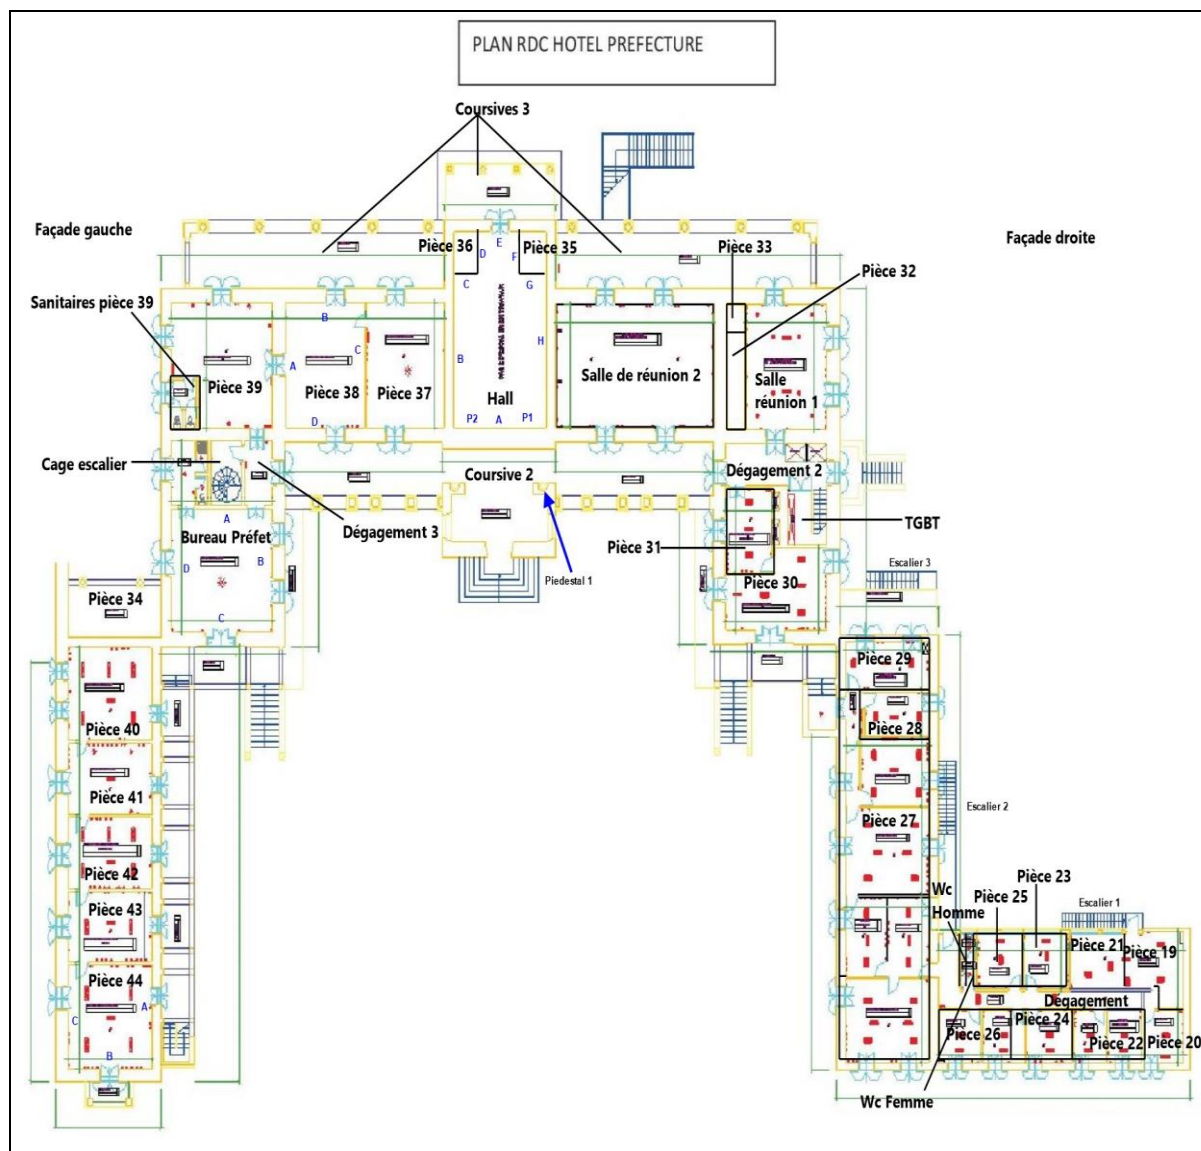 PLAN RDC HOTEL PREFECTURE
Coursives 3
Façade gauche
Façade droite
Pièce 36
E
Pièce 35
D
F
Pièce 33
Pièce 32
Sanitaires pièce 39
C
G
B
C
A
B
H
Pièce 39
Pièce 38
Pièce 37
Hall
Salle de réunion 2
Salle
réunion 1
D
P2
A
P1
Cage escalier
Coursive 2
Dégagement 2
Dégagement 3
TGBT
A
Bureau Préfet
D
B
C
Pièce 31
Piedestal 1
Pièce 30
Escalier 3
Pièce 34
Pièce 29
Pièce 28
Pièce 40
Pièce 41
Pièce 27
Escalier 2
Pièce 42
Pièce 43
Wc
Homme
Pièce 25
Pièce 23
Escalier 1
Pièce 21
Pièce 19
Pièce 44
A
C
B
Dégagement
Pièce 26
Pièce 24
Pièce 22
Pièce 20
Wc Femme